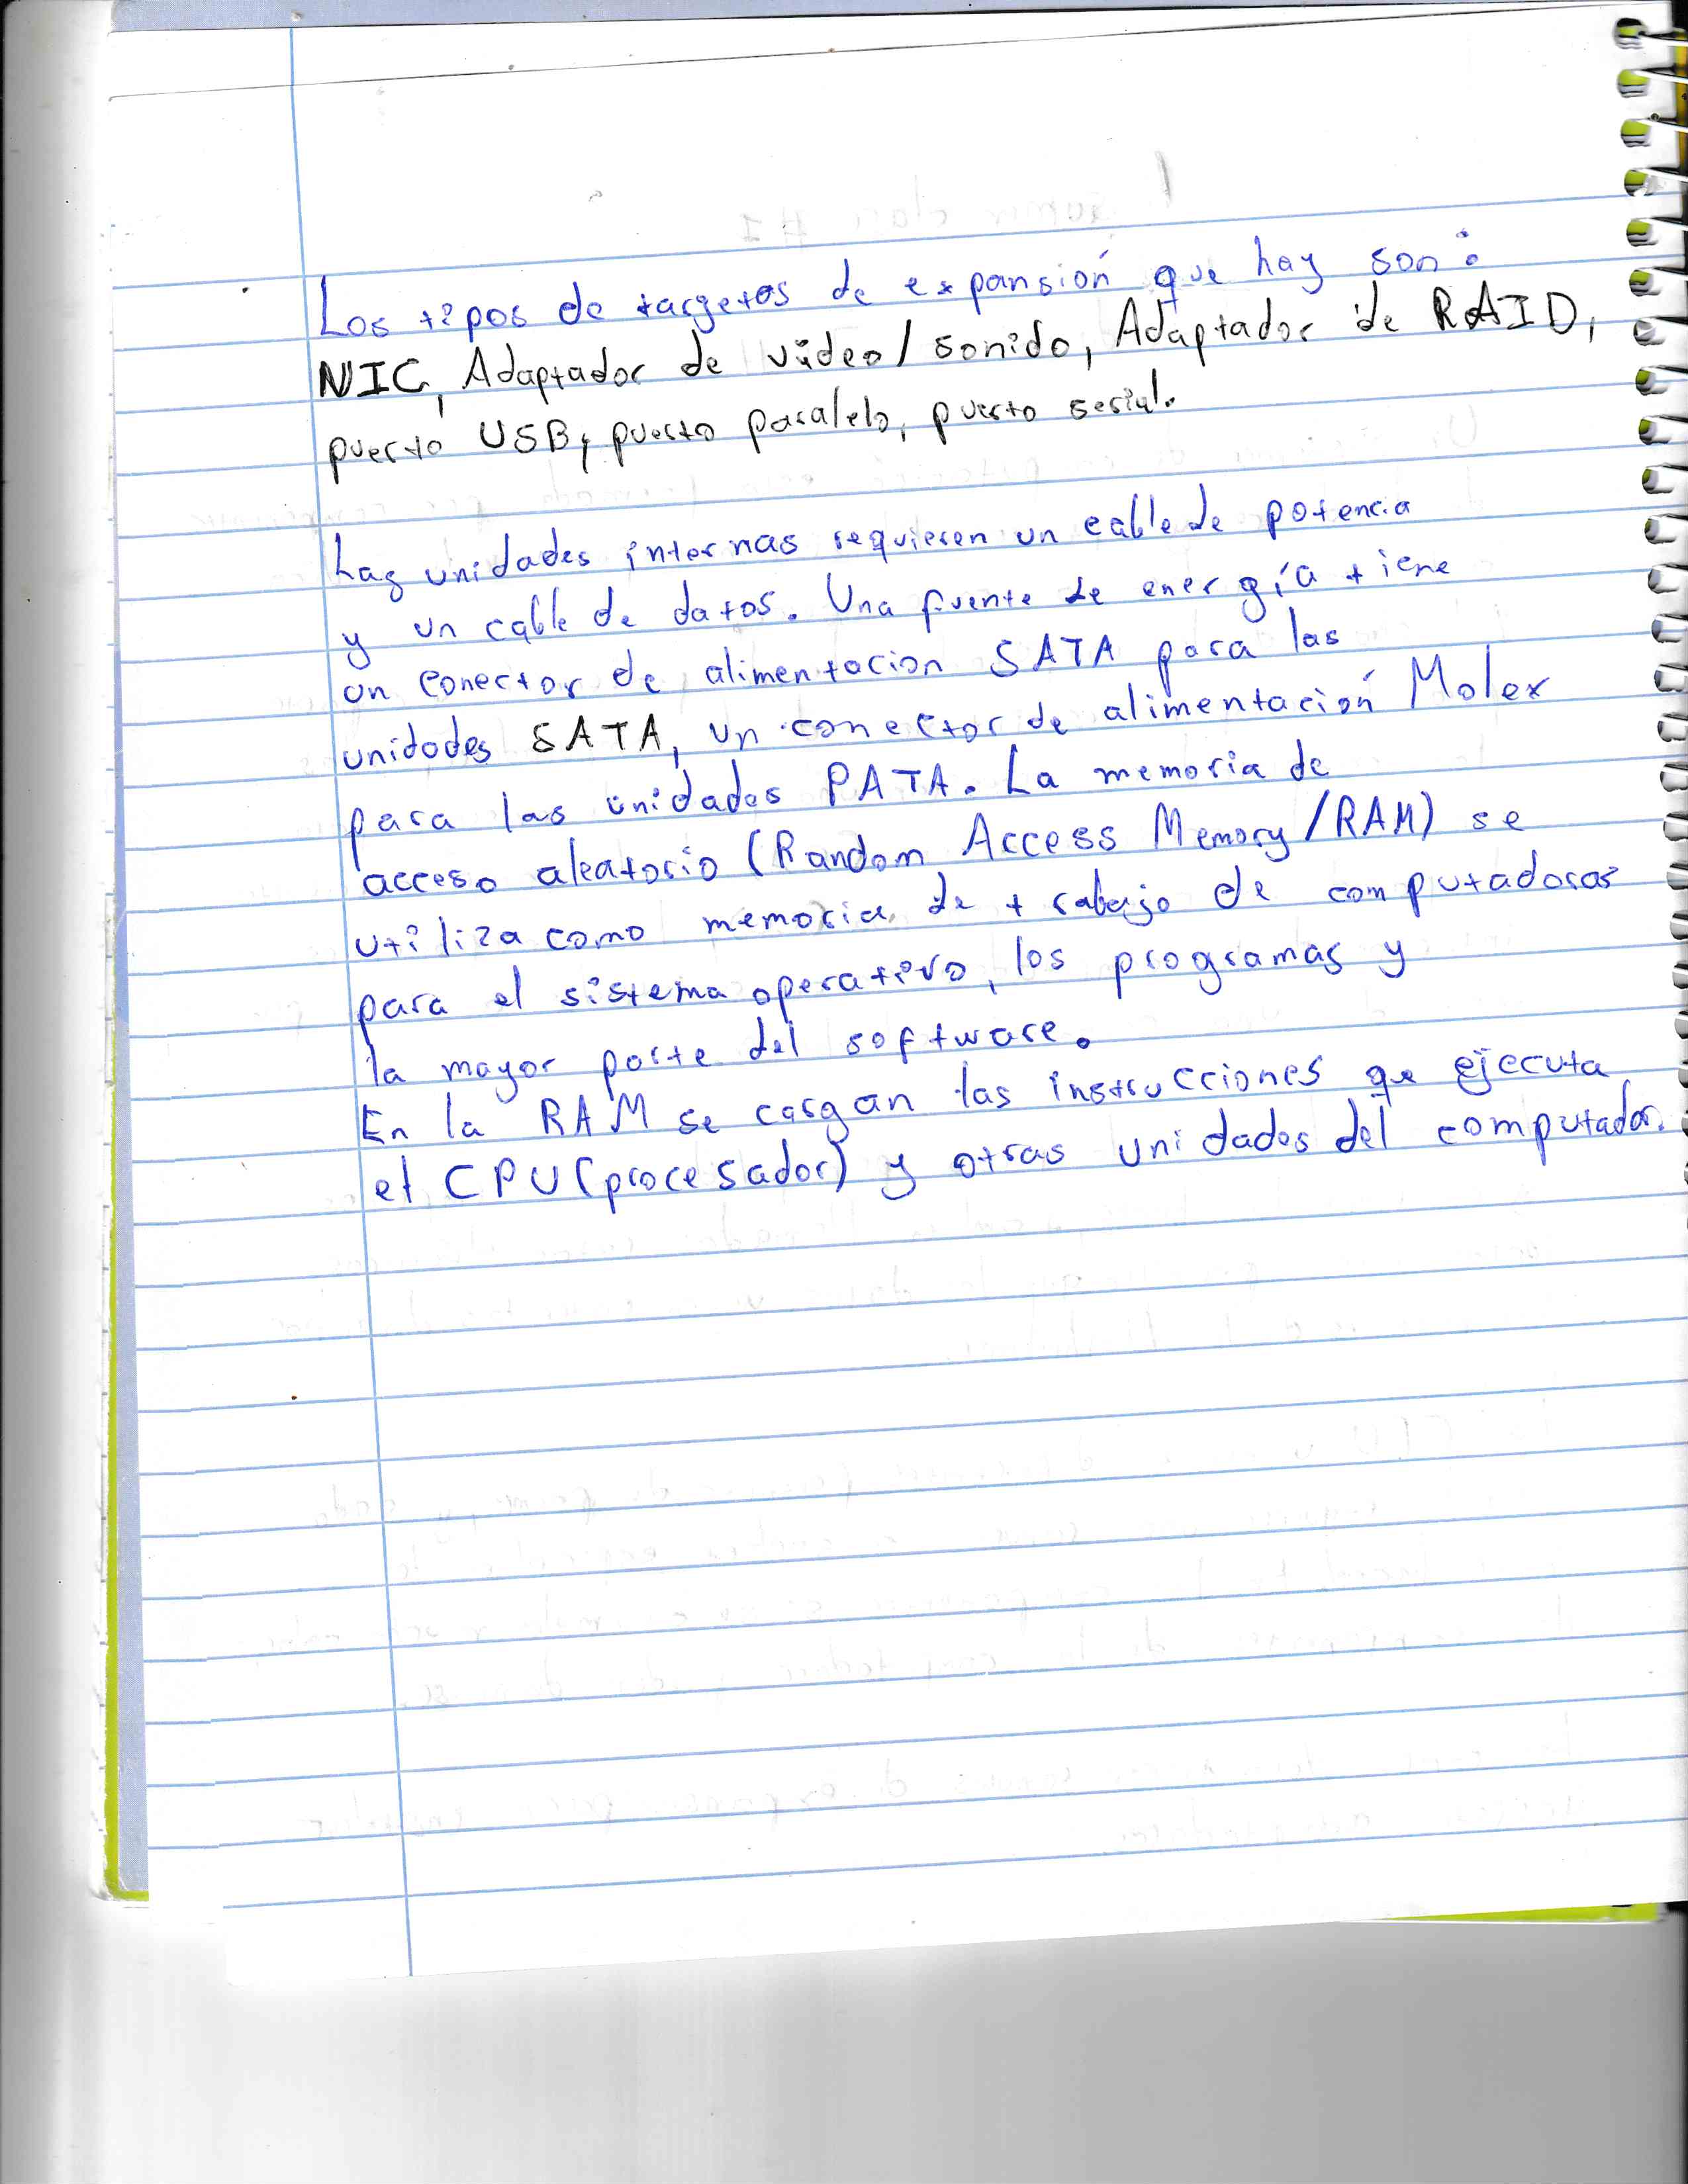 Los tipos de targetas de expansión que hay son:
NIC, Adaptador de video/sonido, Adaptador de RAID,
puerto USB, puerto paralelo, puerto serial.
Las unidades internas requieren un cable de potencia
y un cable de datos. Una fuente de energía tiene
un conector de alimentacion SATA para las
unidades SATA, un conector de alimentación Molex
para las unidades PATA. La memoria de
acceso aleatorio (Random Access Memory/RAM) se
utiliza como memoria de trabajo de computadoras
para el sistema operativo, los programas y
la mayor parte del software.
En la RAM se cargan las instrucciones que ejecuta
el CPU (procesador) y otras unidades del computador.